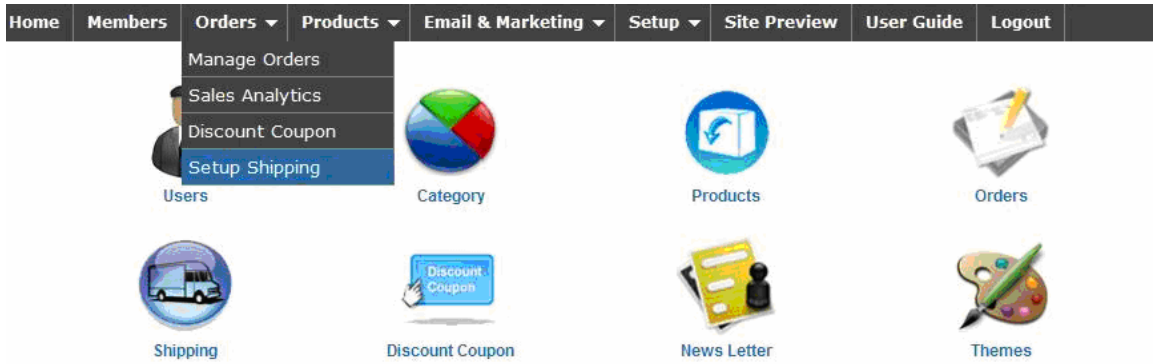 Home Members Orders Products Email & Marketing Setup Site Preview User Guide Logout
Manage Orders
Sales Analytics
Discount Coupon
Setup Shipping
Users Category Products Orders
Discount
Coupon
Shipping Discount Coupon News Letter Themes